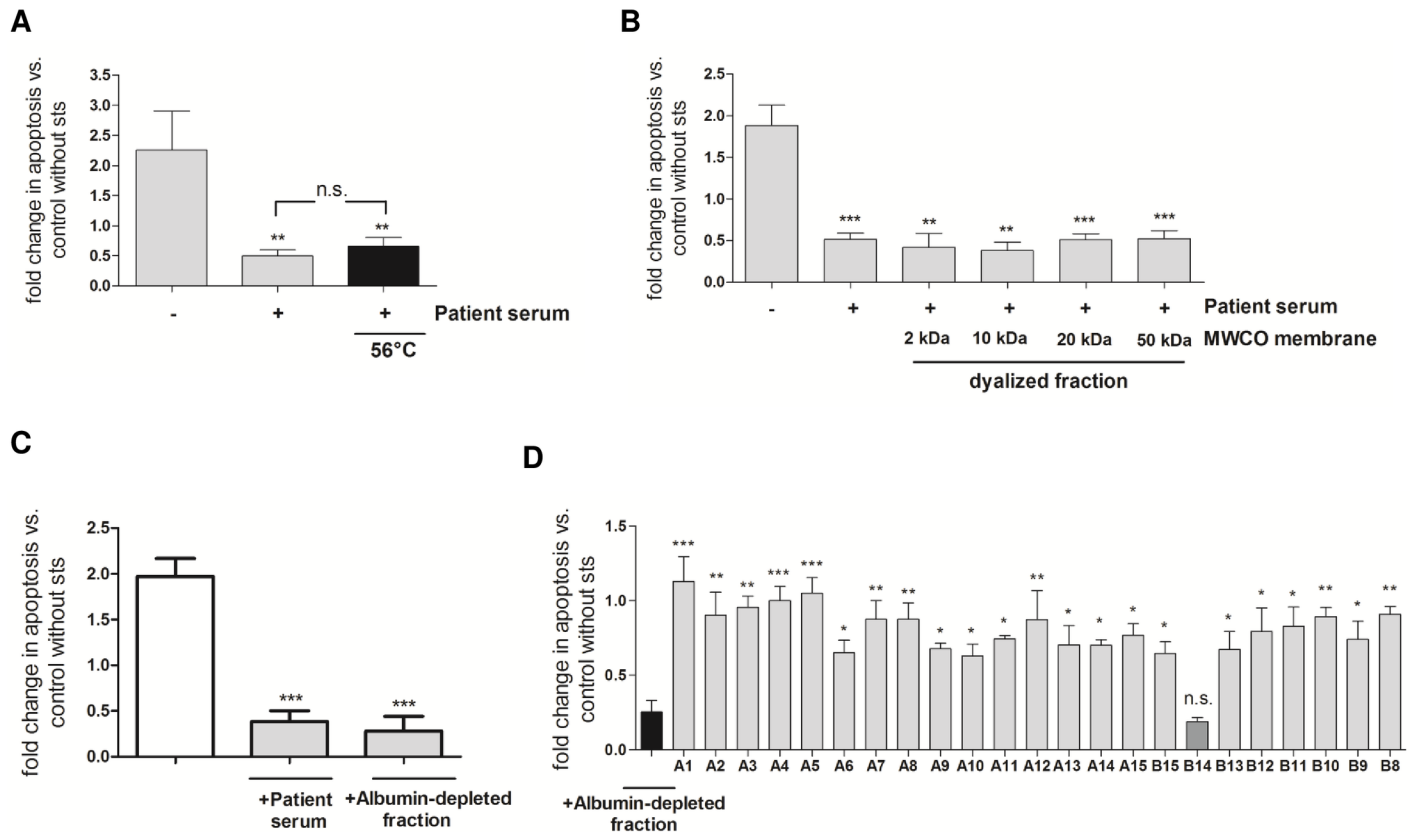 A
fold change in apoptosis vs.
control without sts
3.5
3.0
2.5
2.0
1.5
1.0
0.5
0.0
n.s.
** **
- + + Patient serum
56°C
B
fold change in apoptosis vs.
control without sts
2.5
2.0
1.5
1.0
0.5
0.0
*** ** ** *** ***
- + + + + + Patient serum
2 kDa 10 kDa 20 kDa 50 kDa MWCO membrane
dyalized fraction
C
fold change in apoptosis vs.
control without sts
2.5
2.0
1.5
1.0
0.5
0.0
*** ***
+Patient
serum
+Albumin-depleted
fraction
D
fold change in apoptosis vs.
control without sts
1.5
1.0
0.5
0.0
*** ** ** *** *** * ** ** * * * ** * * * * n.s. * * * ** * **
A1 A2 A3 A4 A5 A6 A7 A8 A9 A10 A11 A12 A13 A14 A15 B15 B14 B13 B12 B11 B10 B9 B8
+Albumin-depleted
fraction